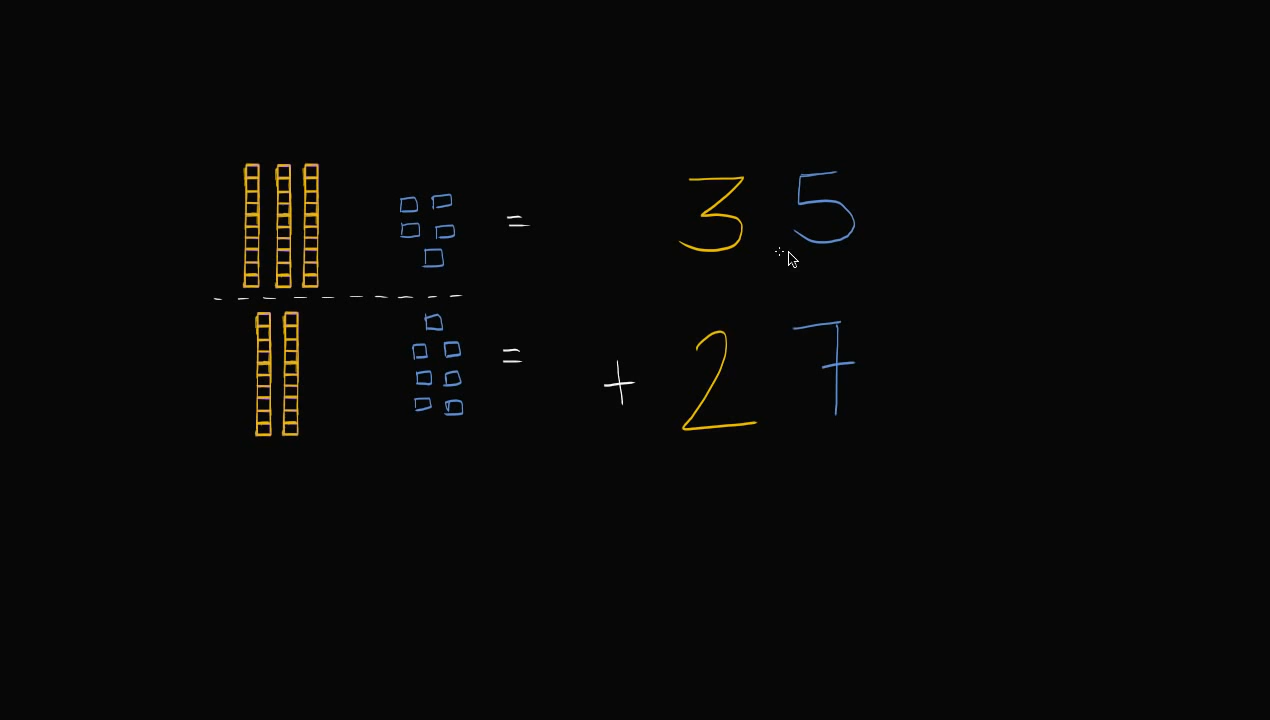 = 35
= + 27